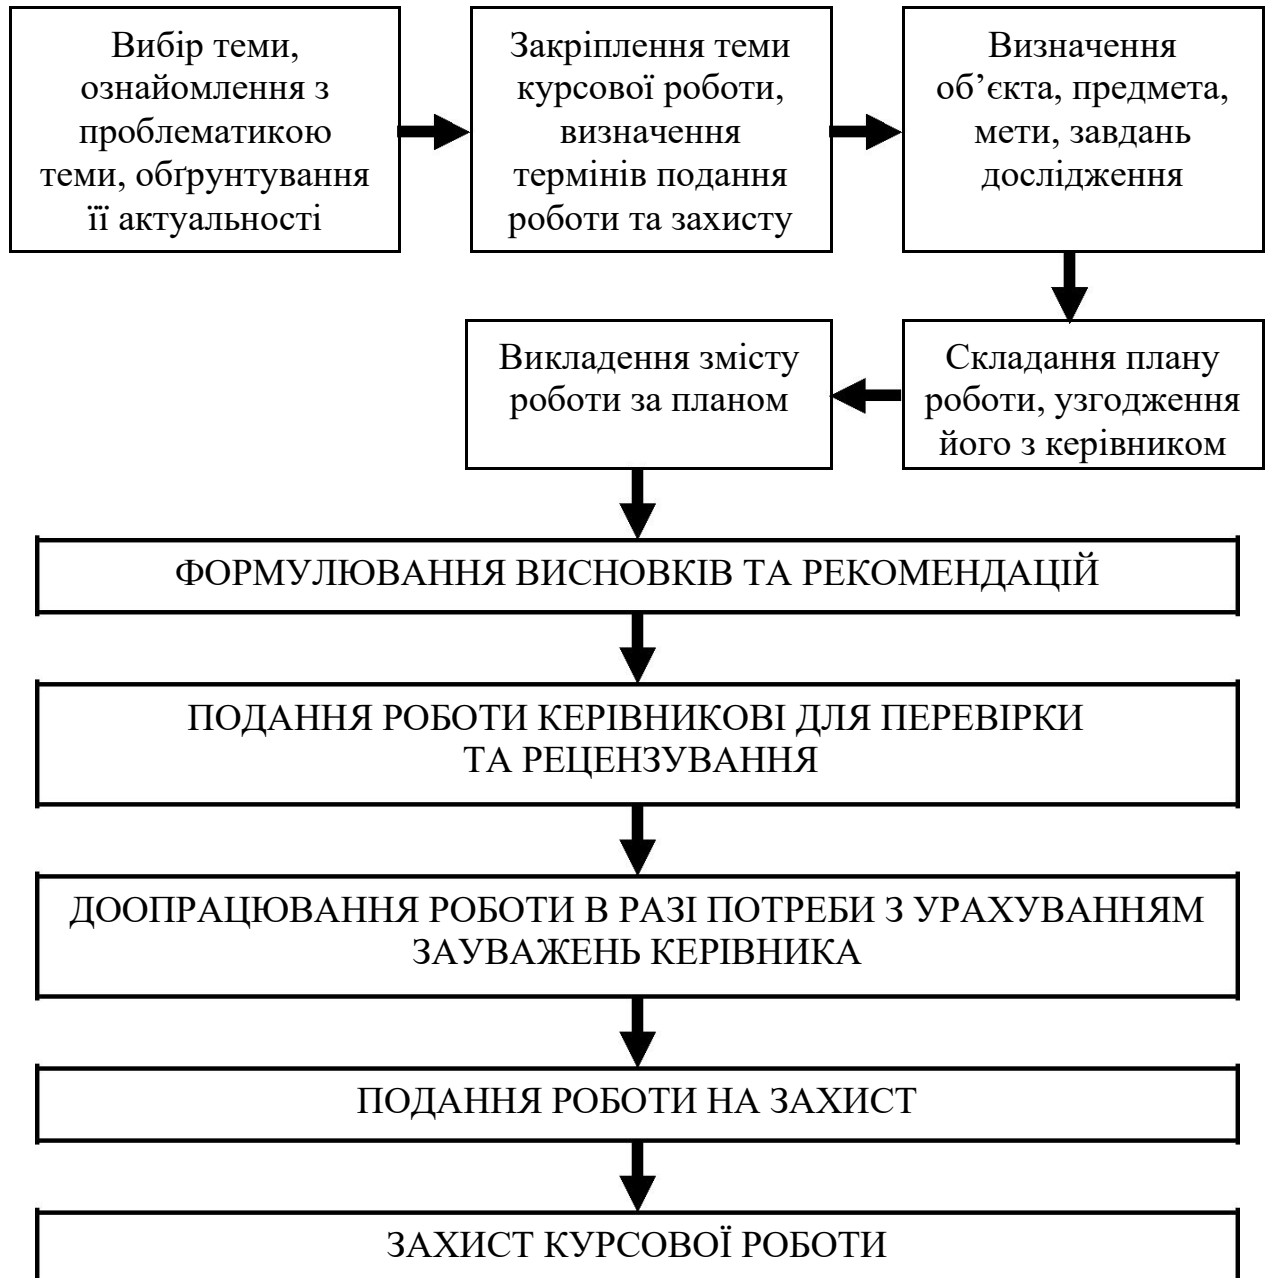 Вибір теми,
ознайомлення з
проблематикою
теми, обґрунтування
її актуальності
Закріплення теми
курсової роботи,
визначення
термінів подання
роботи та захисту
Визначення
об’єкта, предмета,
мети, завдань
дослідження
Складання плану
роботи, узгодження
його з керівником
Викладення змісту
роботи за планом
ФОРМУЛЮВАННЯ ВИСНОВКІВ ТА РЕКОМЕНДАЦІЙ
ПОДАННЯ РОБОТИ КЕРІВНИКОВІ ДЛЯ ПЕРЕВІРКИ
ТА РЕЦЕНЗУВАННЯ
ДООПРАЦЮВАННЯ РОБОТИ В РАЗІ ПОТРЕБИ З УРАХУВАННЯМ
ЗАУВАЖЕНЬ КЕРІВНИКА
ПОДАННЯ РОБОТИ НА ЗАХИСТ
ЗАХИСТ КУРСОВОЇ РОБОТИ